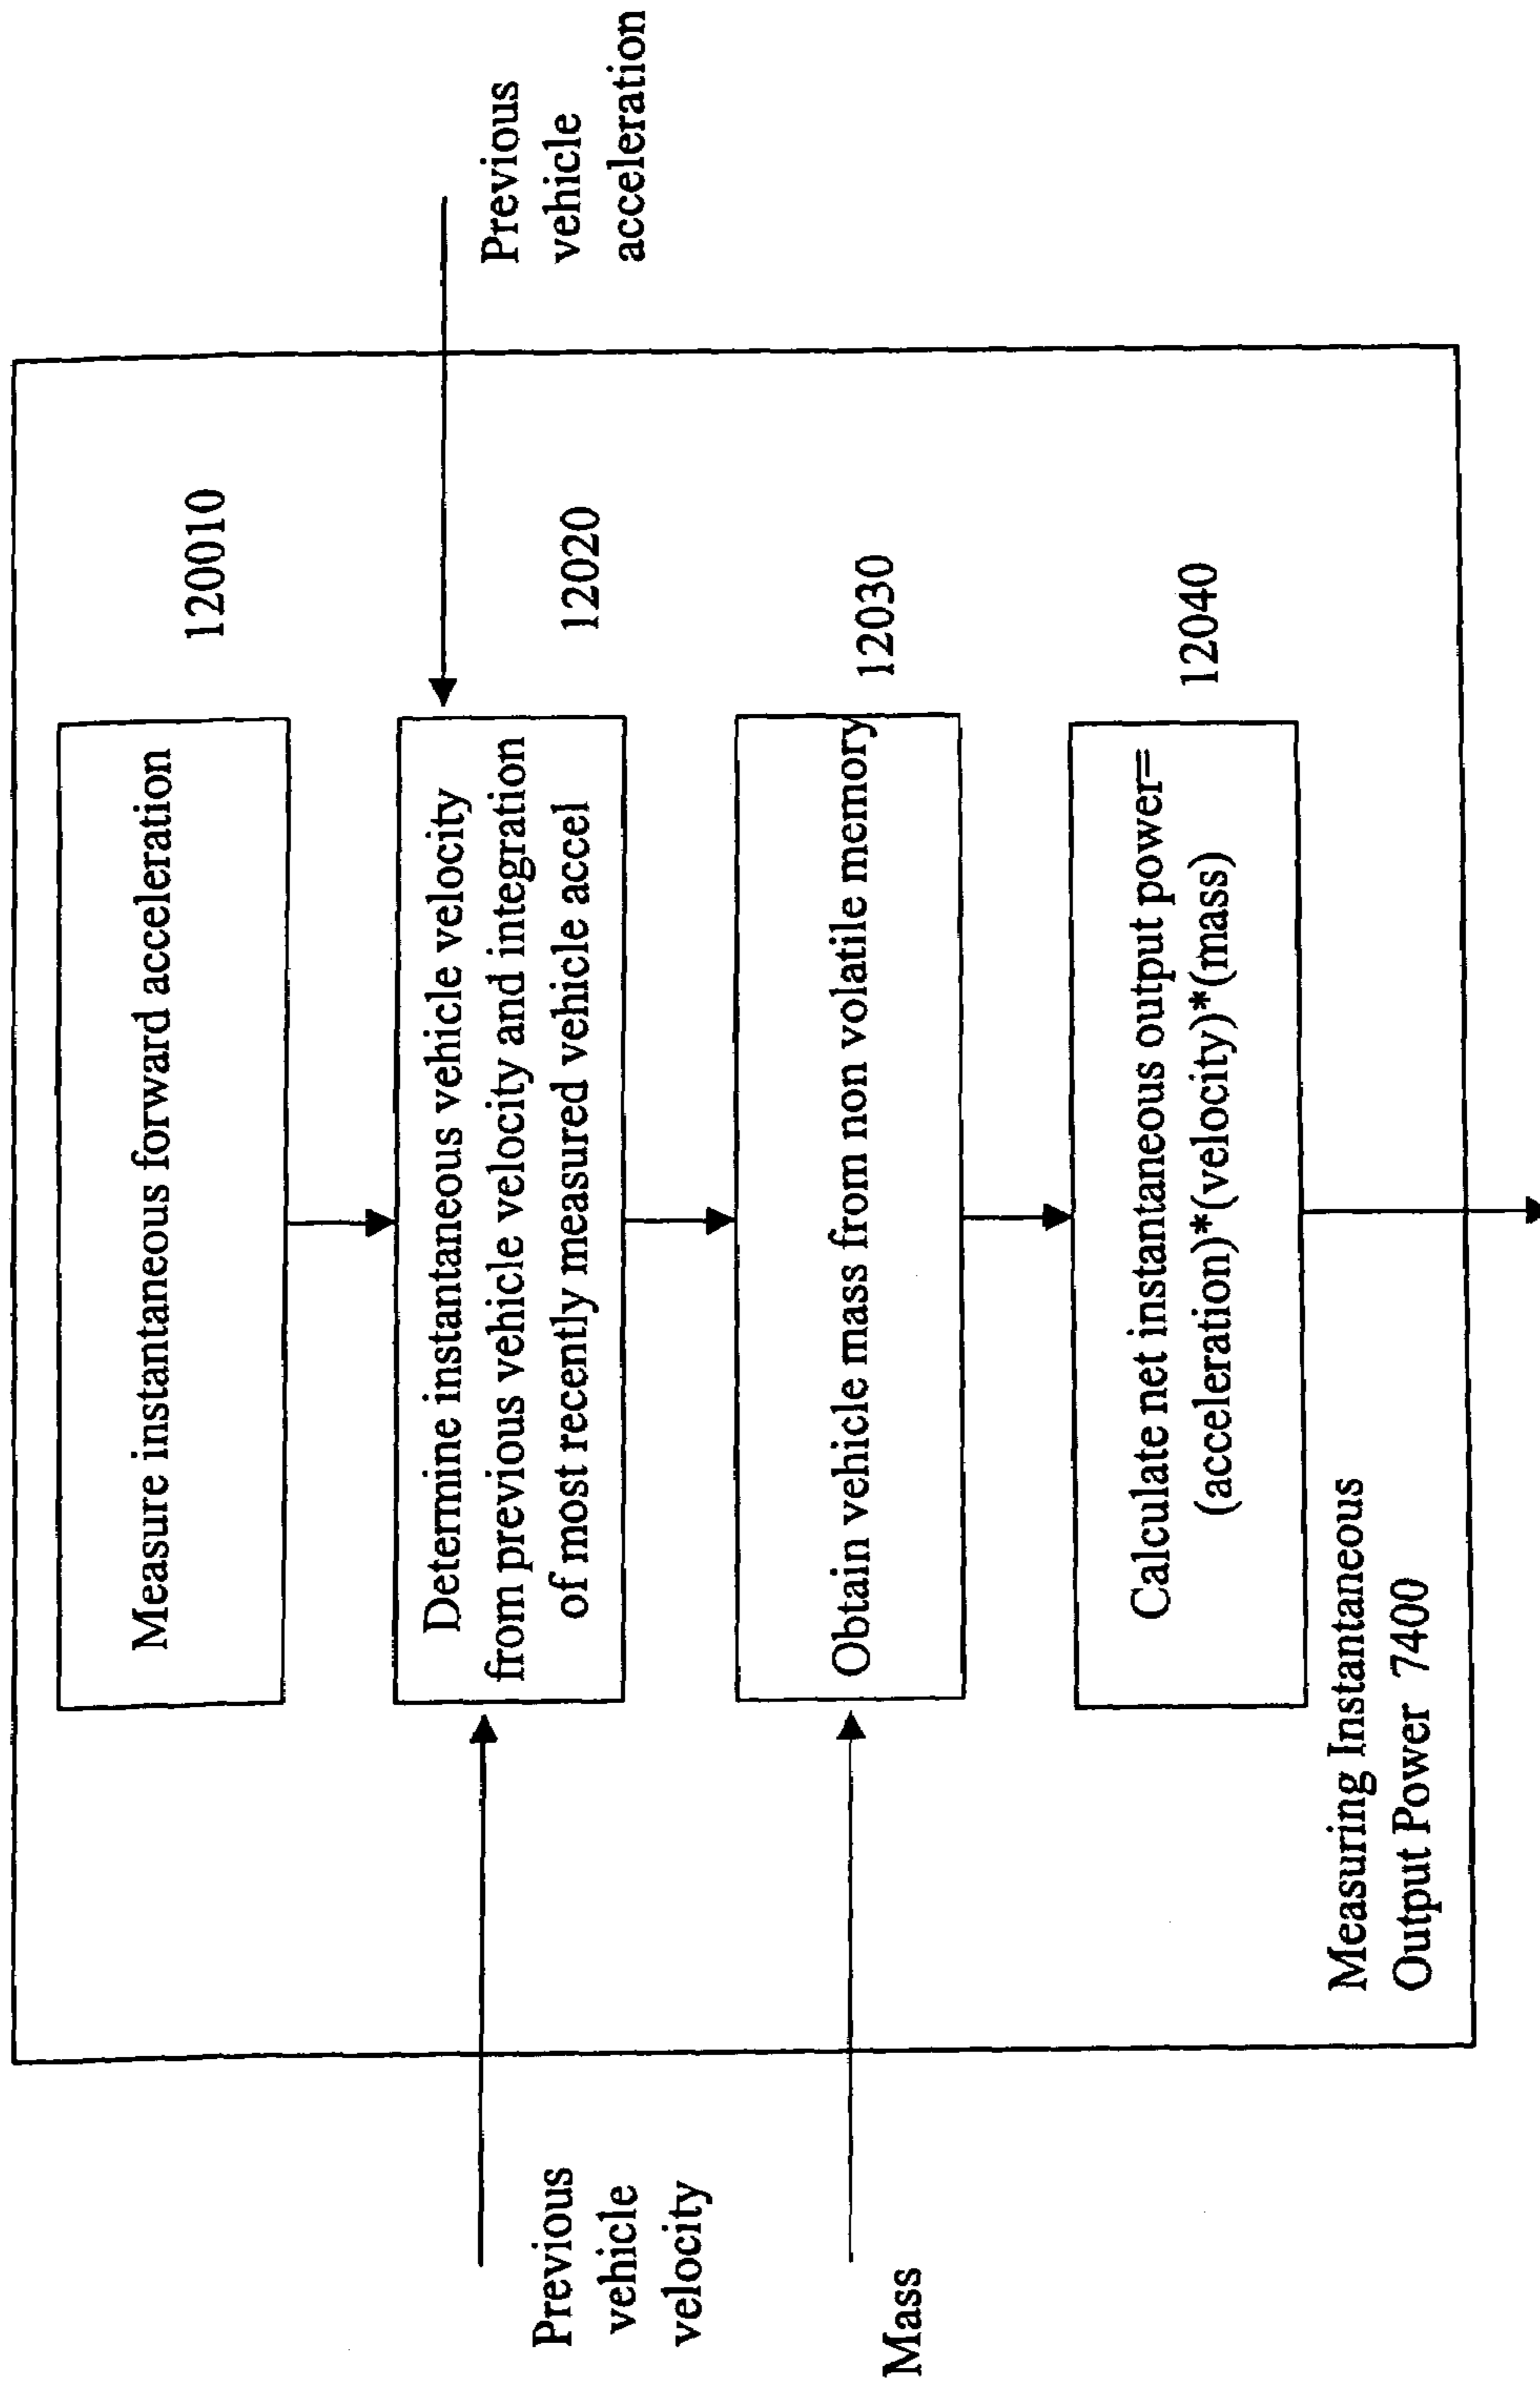 Measure instantaneous forward acceleration
120010
Previous
vehicle
acceleration
Previous
vehicle
velocity
Determine instantaneous vehicle velocity
from previous vehicle velocity and integration
of most recently measured vehicle accel
12020
Mass
Obtain vehicle mass from non volatile memory
12030
Calculate net instantaneous output power=
(acceleration)*(velocity)*(mass)
12040
Measuring Instantaneous
Output Power 7400